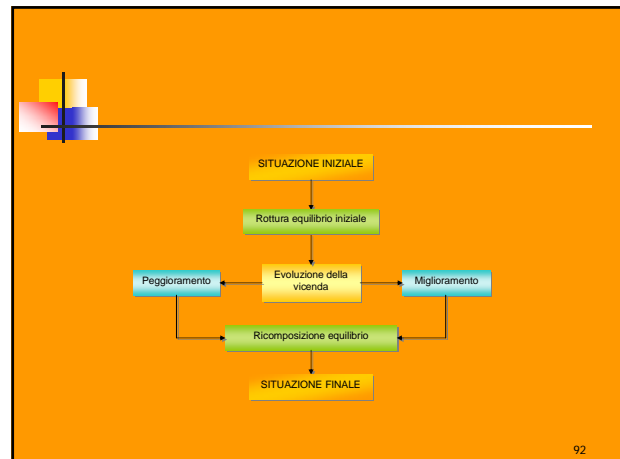 SITUAZIONE INIZIALE
Rottura equilibrio iniziale
Peggioramento
Evoluzione della
vicenda
Miglioramento
Ricomposizione equilibrio
SITUAZIONE FINALE
92